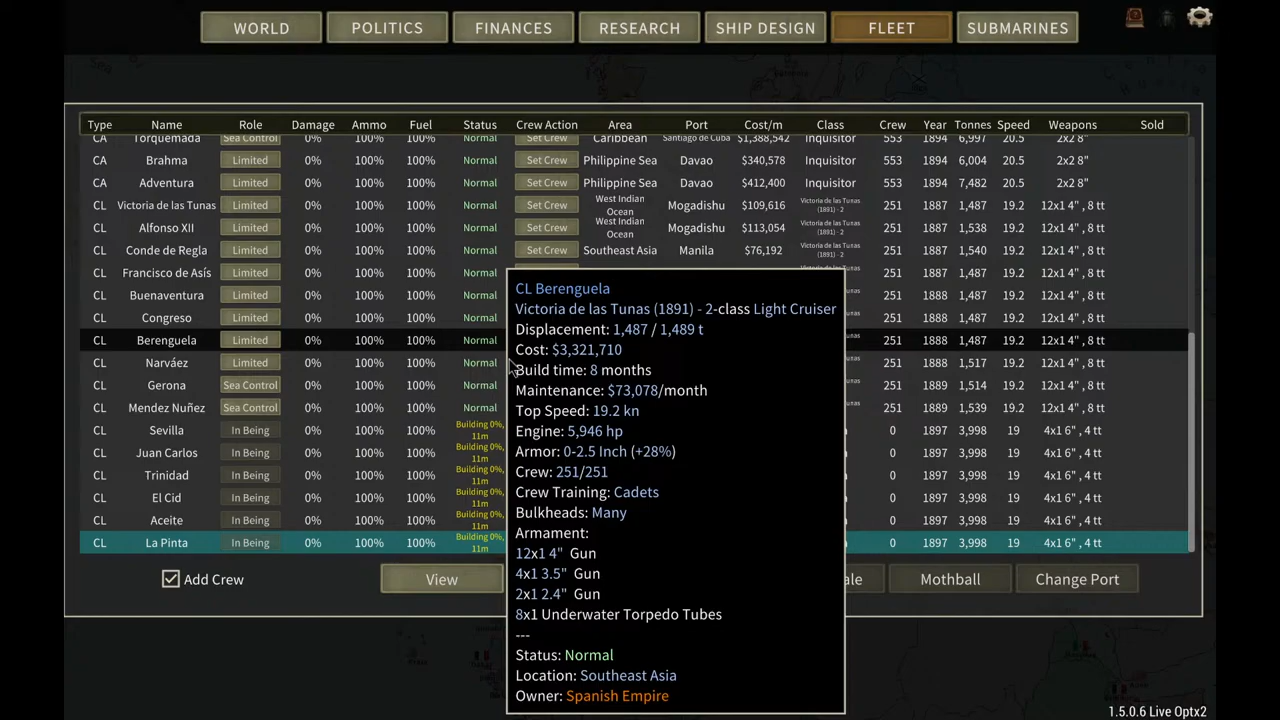 WORLD POLITICS FINANCES RESEARCH SHIP DESIGN FLEET SUBMARINES
Type Name Role Damage Ammo Fuel Status Crew Action Area Port Cost/m Class Crew Year Tonnes Speed Weapons Sold
CA Torquemada Sea Control 0% 100% 100% Normal Set Crew Caribbean Santiago de Cuba $1,388,542 Inquisitor 553 1894 6,997 20.5 2x2 8"
CA Brahma Limited 0% 100% 100% Normal Set Crew Philippine Sea Davao $340,578 Inquisitor 553 1894 6,004 20.5 2x2 8"
CA Adventura Limited 0% 100% 100% Normal Set Crew Philippine Sea Davao $412,400 Inquisitor 553 1894 7,482 20.5 2x2 8"
CL Victoria de las Tunas Limited 0% 100% 100% Normal Set Crew West Indian Ocean Mogadishu $109,616 Victoria de las Tunas (1891) - 2 251 1887 1,487 19.2 12x1 4" , 8 tt
CL Alfonso XII Limited 0% 100% 100% Normal Set Crew West Indian Ocean Mogadishu $113,054 Victoria de las Tunas (1891) - 2 251 1888 1,538 19.2 12x1 4" , 8 tt
CL Conde de Regla Limited 0% 100% 100% Normal Set Crew Southeast Asia Manila $76,192 Victoria de las Tunas (1891) - 2 251 1887 1,540 19.2 12x1 4" , 8 tt
CL Francisco de Asís Limited 0% 100% 100% Normal 251 1888 1,487 19.2 12x1 4" , 8 tt
CL Buenaventura Limited 0% 100% 100% Normal 251 1888 1,487 19.2 12x1 4" , 8 tt
CL Congreso Limited 0% 100% 100% Normal 251 1888 1,487 19.2 12x1 4" , 8 tt
CL Berenguela Limited 0% 100% 100% Normal 251 1888 1,487 19.2 12x1 4" , 8 tt
CL Narváez Limited 0% 100% 100% Normal 251 1888 1,517 19.2 12x1 4" , 8 tt
CL Gerona Sea Control 0% 100% 100% Normal 251 1889 1,514 19.2 12x1 4" , 8 tt
CL Mendez Nuñez Sea Control 0% 100% 100% Normal 251 1889 1,539 19.2 12x1 4" , 8 tt
CL Sevilla In Being 0% 100% 100% Building 0%, 11m 0 1897 3,998 19 4x1 6" , 4 tt
CL Juan Carlos In Being 0% 100% 100% Building 0%, 11m 0 1897 3,998 19 4x1 6" , 4 tt
CL Trinidad In Being 0% 100% 100% Building 0%, 11m 0 1897 3,998 19 4x1 6" , 4 tt
CL El Cid In Being 0% 100% 100% Building 0%, 11m 0 1897 3,998 19 4x1 6" , 4 tt
CL Aceite In Being 0% 100% 100% Building 0%, 11m 0 1897 3,998 19 4x1 6" , 4 tt
CL La Pinta In Being 0% 100% 100% Building 0%, 11m 0 1897 3,998 19 4x1 6" , 4 tt
CL Berenguela
Victoria de las Tunas (1891) - 2-class Light Cruiser
Displacement: 1,487 / 1,489 t
Cost: $3,321,710
Build time: 8 months
Maintenance: $73,078/month
Top Speed: 19.2 kn
Engine: 5,946 hp
Armor: 0-2.5 Inch (+28%)
Crew: 251/251
Crew Training: Cadets
Bulkheads: Many
Armament:
12x1 4" Gun
4x1 3.5" Gun
2x1 2.4" Gun
8x1 Underwater Torpedo Tubes
---
Status: Normal
Location: Southeast Asia
Owner: Spanish Empire
Add Crew View Mothball Change Port
1.5.0.6 Live Optx2